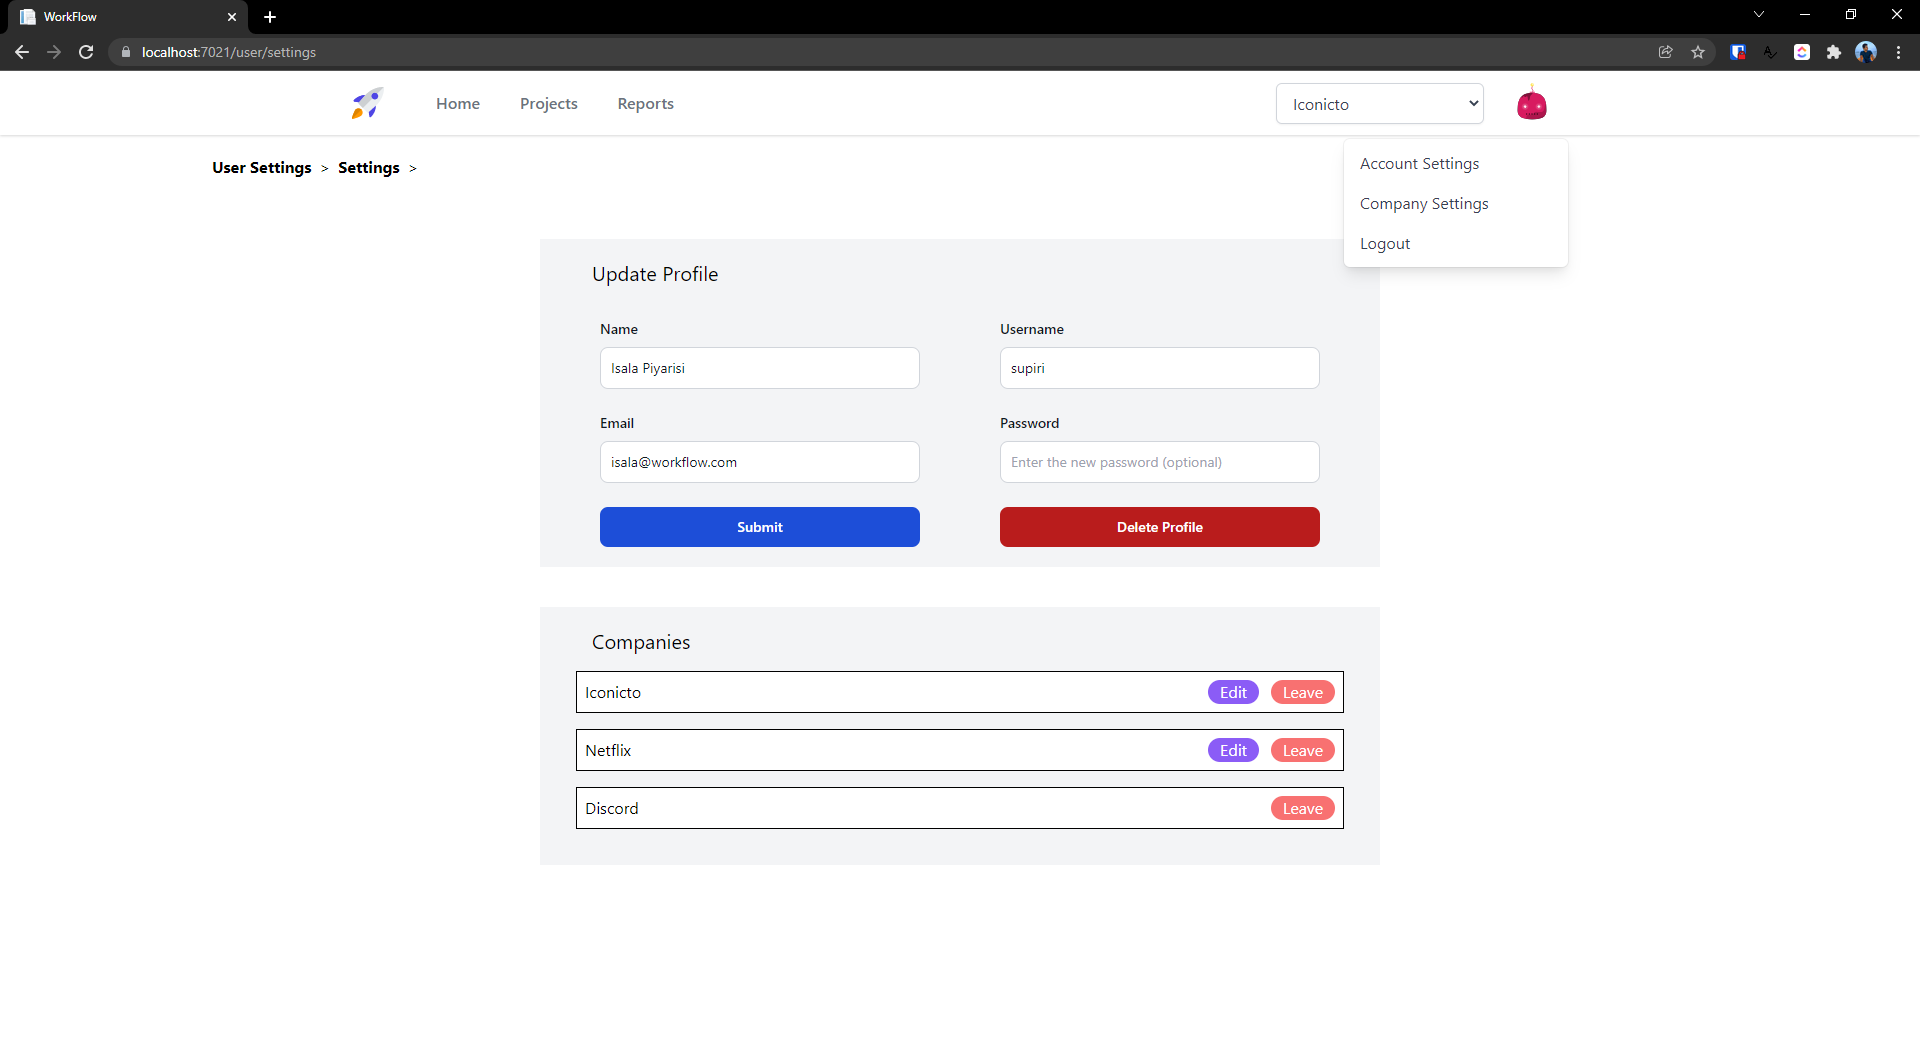 WorkFlow
localhost:7021/user/settings
Home Projects Reports Iconicto
User Settings > Settings >
Account Settings
Company Settings
Logout
Update Profile
Name Username
Isala Piyarisi supiri
Email Password
isala@workflow.com Enter the new password (optional)
Submit Delete Profile
Companies
Iconicto Edit Leave
Netflix Edit Leave
Discord Leave